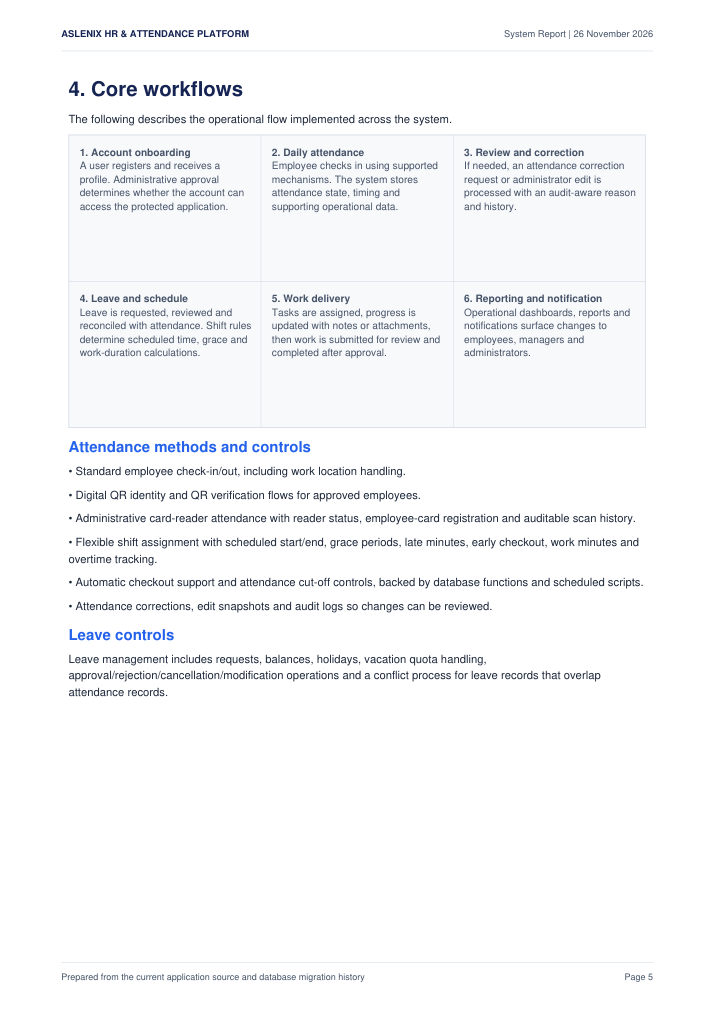 ASLENIX HR & ATTENDANCE PLATFORM
System Report | 26 November 2026
4. Core workflows
The following describes the operational flow implemented across the system.
1. Account onboarding
A user registers and receives a
profile. Administrative approval
determines whether the account can
access the protected application.
2. Daily attendance
Employee checks in using supported
mechanisms. The system stores
attendance state, timing and
supporting operational data.
3. Review and correction
If needed, an attendance correction
request or administrator edit is
processed with an audit-aware reason
and history.
4. Leave and schedule
Leave is requested, reviewed and
reconciled with attendance. Shift rules
determine scheduled time, grace and
work-duration calculations.
5. Work delivery
Tasks are assigned, progress is
updated with notes or attachments,
then work is submitted for review and
completed after approval.
6. Reporting and notification
Operational dashboards, reports and
notifications surface changes to
employees, managers and
administrators.
Attendance methods and controls
• Standard employee check-in/out, including work location handling.
• Digital QR identity and QR verification flows for approved employees.
• Administrative card-reader attendance with reader status, employee-card registration and auditable scan history.
• Flexible shift assignment with scheduled start/end, grace periods, late minutes, early checkout, work minutes and
overtime tracking.
• Automatic checkout support and attendance cut-off controls, backed by database functions and scheduled scripts.
• Attendance corrections, edit snapshots and audit logs so changes can be reviewed.
Leave controls
Leave management includes requests, balances, holidays, vacation quota handling,
approval/rejection/cancellation/modification operations and a conflict process for leave records that overlap
attendance records.
Prepared from the current application source and database migration history
Page 5